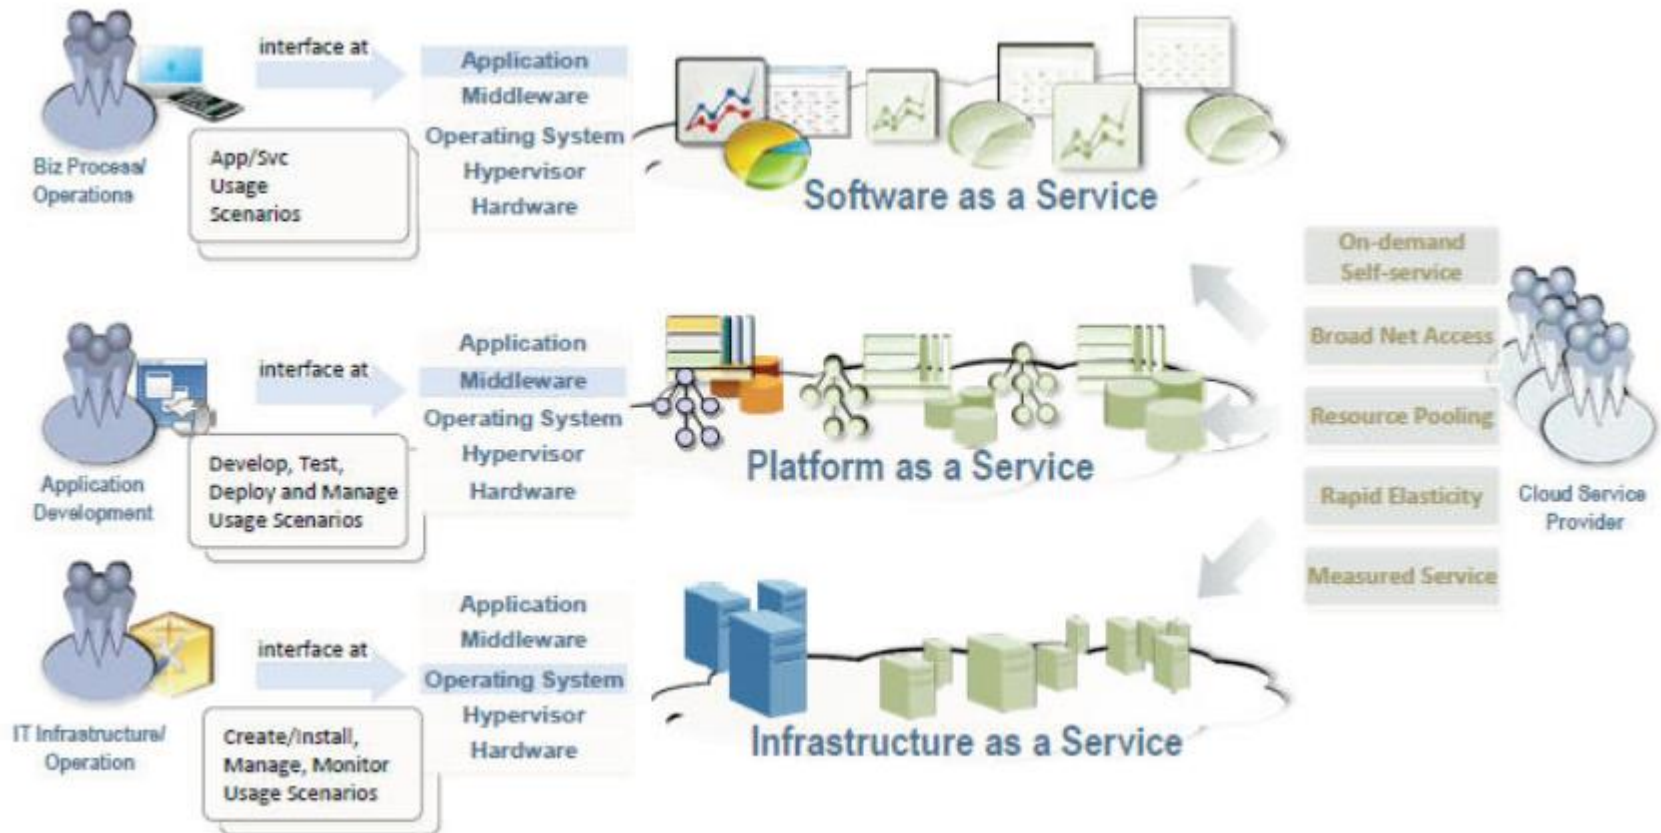 interface at
Application
Middleware
Operating System
Hypervisor
Hardware
Biz Process/
Operations
App/Svc
Usage
Scenarios
Software as a Service
interface at
Application
Middleware
Operating System
Hypervisor
Hardware
Application
Development
Develop, Test,
Deploy and Manage
Usage Scenarios
Platform as a Service
interface at
Application
Middleware
Operating System
Hypervisor
Hardware
IT Infrastructure/
Operation
Create/Install,
Manage, Monitor
Usage Scenarios
Infrastructure as a Service
On-demand
Self-service
Broad Net Access
Resource Pooling
Rapid Elasticity
Measured Service
Cloud Service
Provider